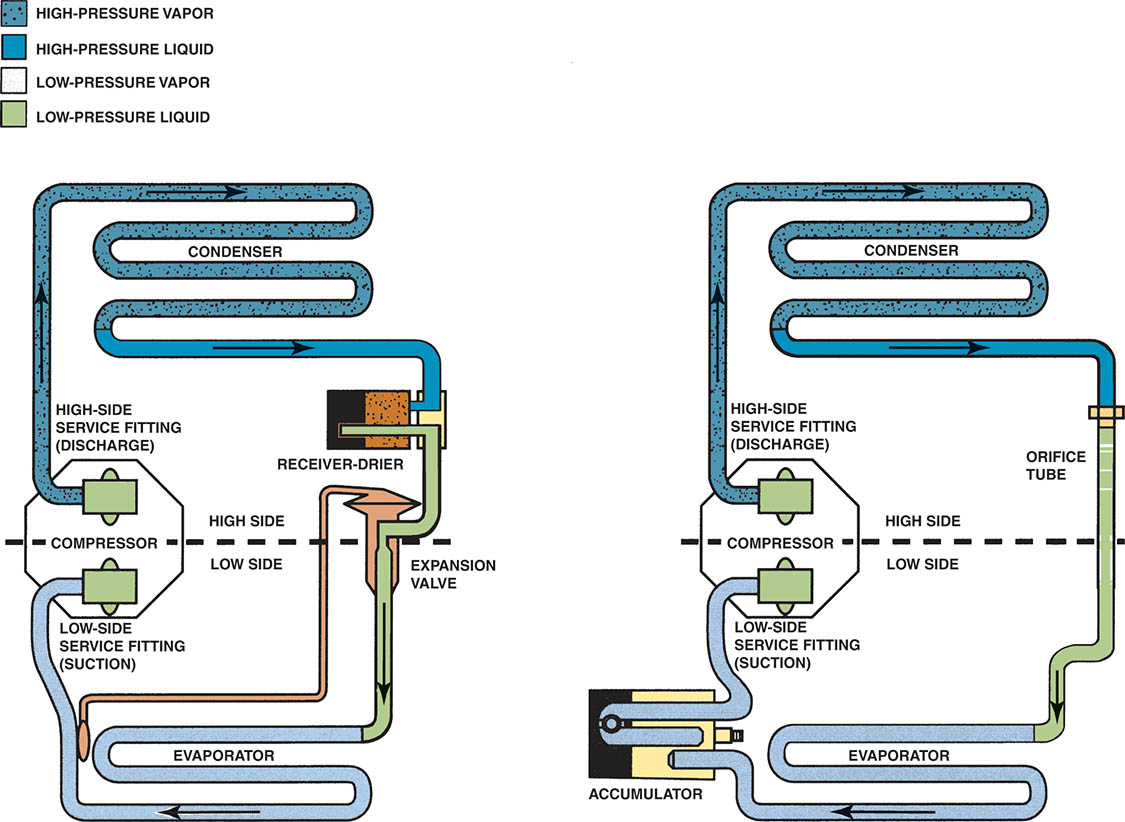 HIGH-PRESSURE VAPOR
HIGH-PRESSURE LIQUID
LOW-PRESSURE VAPOR
LOW-PRESSURE LIQUID
CONDENSER
HIGH-SIDE
SERVICE FITTING
(DISCHARGE)
RECEIVER-DRIER
HIGH SIDE
COMPRESSOR
LOW SIDE
EXPANSION
VALVE
LOW-SIDE
SERVICE FITTING
(SUCTION)
EVAPORATOR
CONDENSER
HIGH-SIDE
SERVICE FITTING
(DISCHARGE)
ORIFICE
TUBE
HIGH SIDE
COMPRESSOR
LOW SIDE
LOW-SIDE
SERVICE FITTING
(SUCTION)
EVAPORATOR
ACCUMULATOR